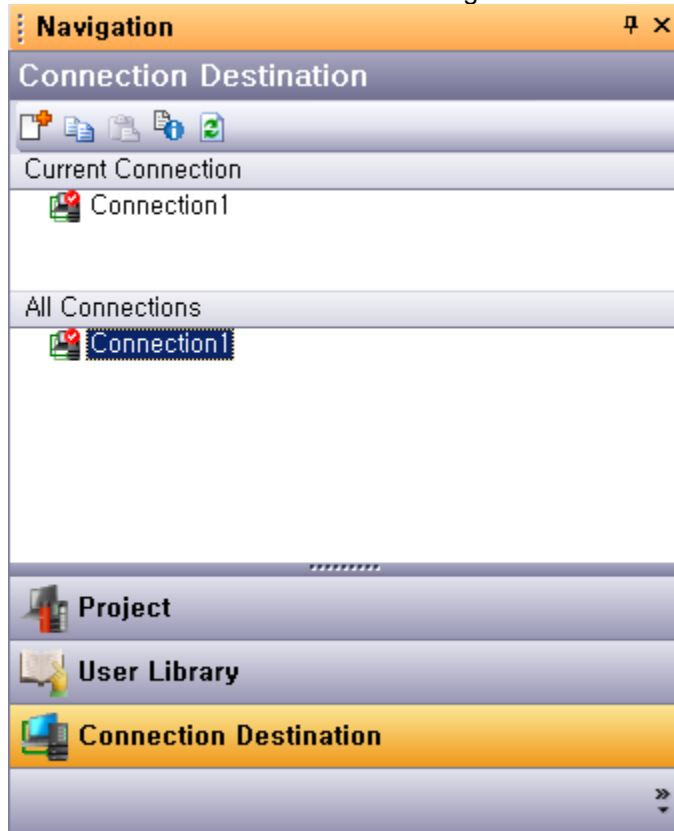 Navigation
Connection Destination
Current Connection
Connection1
All Connections
Connection1
Project
User Library
Connection Destination